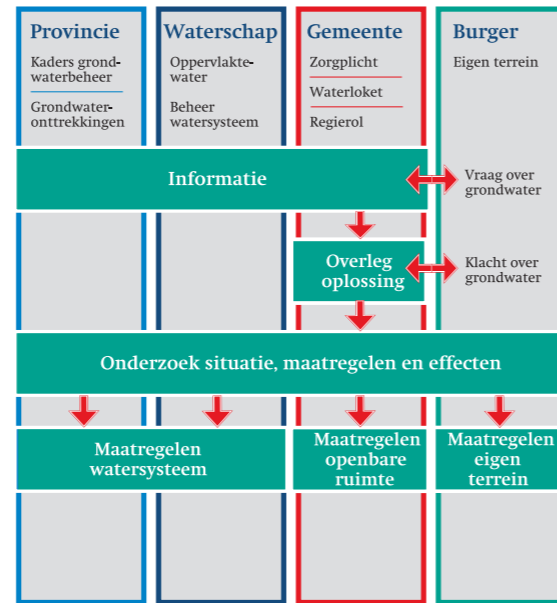 Provincie
Kaders grond-
waterbeheer
Grondwater-
onttrekkingen
Waterschap
Oppervlakte-
water
Beheer
watersysteem
Gemeente
Zorgplicht
Waterloket
Regierol
Burger
Eigen terrein
Informatie
Vraag over
grondwater
Overleg
oplossing
Klacht over
grondwater
Onderzoek situatie, maatregelen en effecten
Maatregelen
watersysteem
Maatregelen
openbare
ruimte
Maatregelen
eigen
terrein